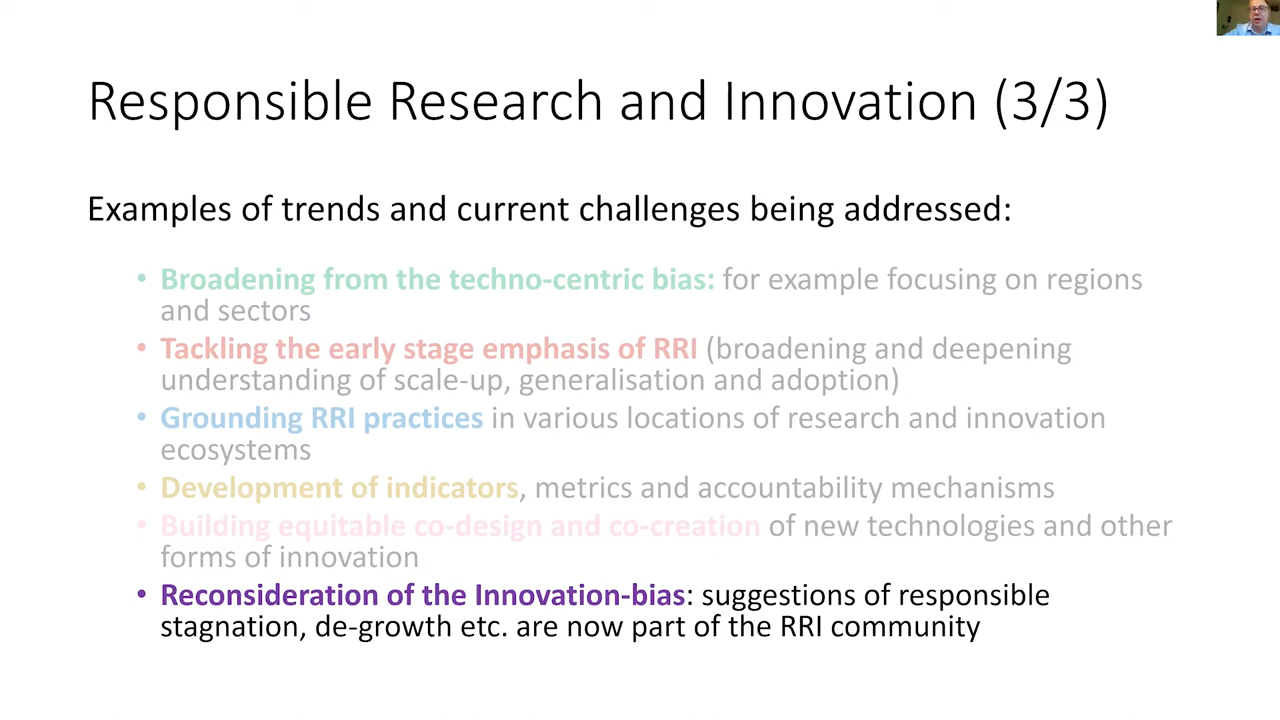 Responsible Research and Innovation (3/3)
Examples of trends and current challenges being addressed:
• Broadening from the techno-centric bias: for example focusing on regions
and sectors
• Tackling the early stage emphasis of RRI (broadening and deepening
understanding of scale-up, generalisation and adoption)
• Grounding RRI practices in various locations of research and innovation
ecosystems
• Development of indicators, metrics and accountability mechanisms
• Building equitable co-design and co-creation of new technologies and other
forms of innovation
• Reconsideration of the Innovation-bias: suggestions of responsible
stagnation, de-growth etc. are now part of the RRI community